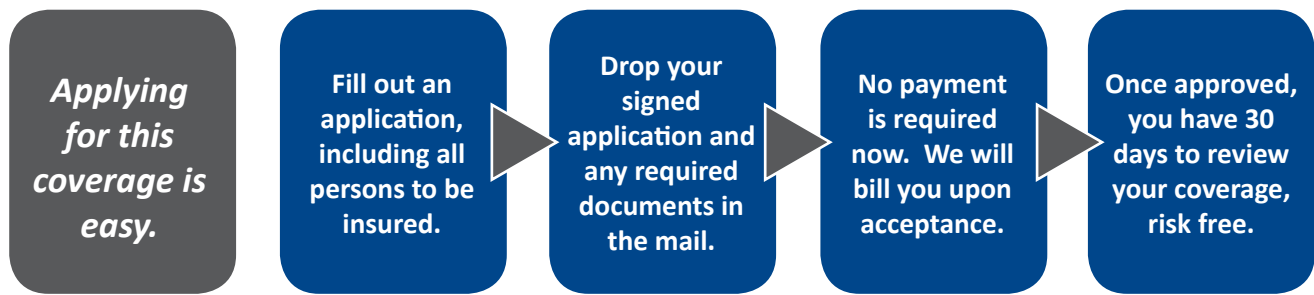 Applying
for this
coverage is
easy.
Fill out an
application,
including all
persons to be
insured.
Drop your
signed
application and
any required
documents in
the mail.
No payment
is required
now.  We will
bill you upon
acceptance.
Once approved,
you have 30
days to review
your coverage,
risk free.